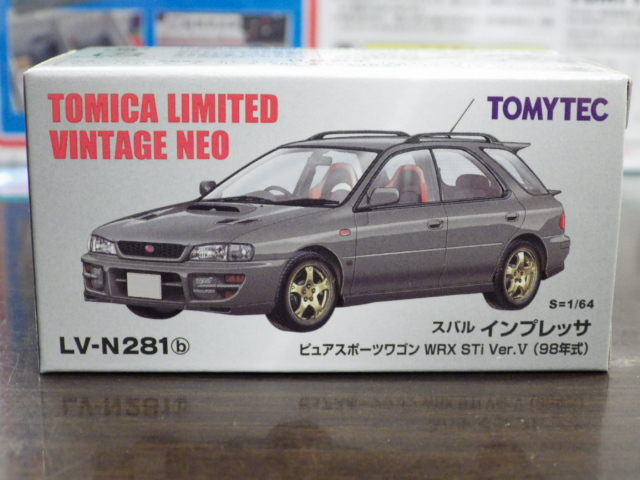 TOMICA LIMITED
VINTAGE NEO
TOMYTEC
S=1/64
LV-N281ⓑ
スバル インプレッサ
ピュアスポーツワゴン WRX STi Ver.V (98年式)